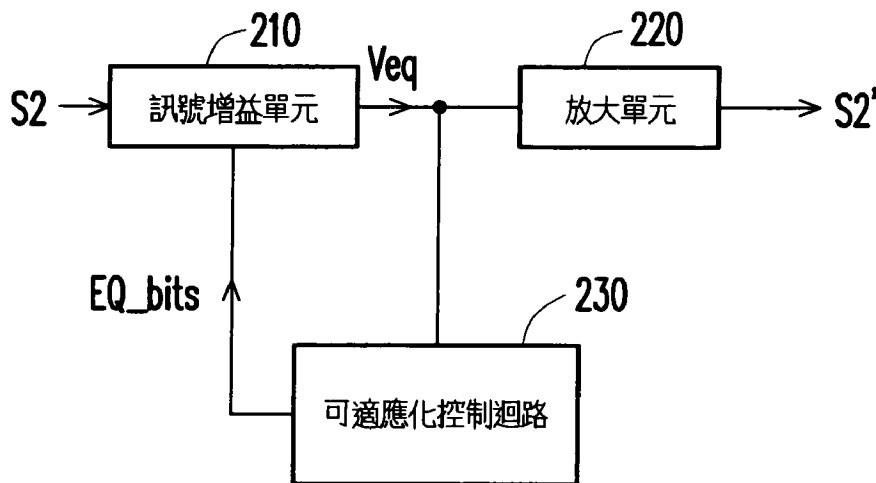 210
220
Veq
S2
訊號增益單元
放大單元
S2'
EQ_bits
230
可適應化控制迴路